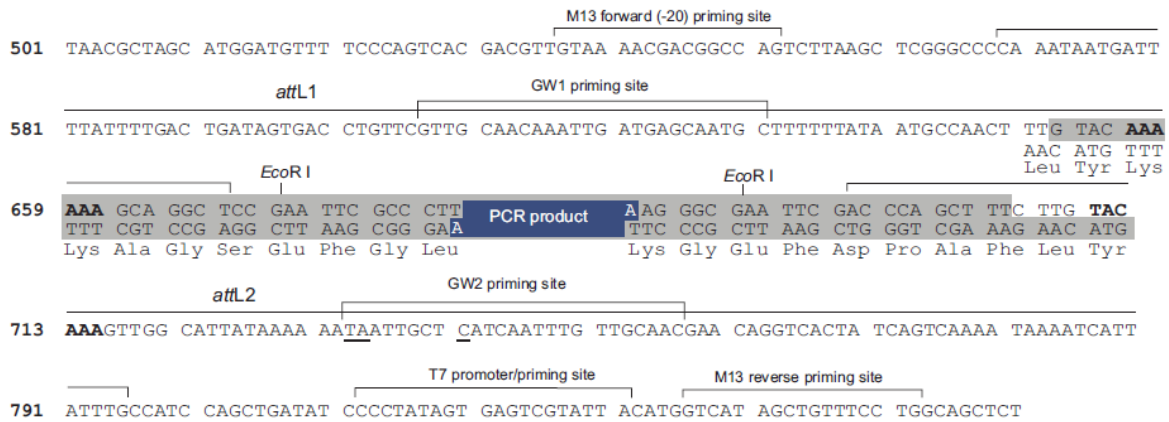 M13 forward (-20) priming site
501 TAACGCTAGC ATGGATGTTT TCCCAGTCAC GACGTTGTAA AACGACGGCC AGTCTTAAGC TCGGGCCCCA AATAATGATT
attL1 GW1 priming site
581 TTATTTTGAC TGATAGTGAC CTGTTCGTTG CAACAAATTG ATGAGCAATG CTTTTTTATA ATGCCAACTT TTGTAC AAA
AAC ATG TTT
Leu Tyr Lys
EcoR I EcoR I
659 AAA GCA GGC TCC GAA TTC GCC CTT PCR product A AG GGC GAA TTC GAC CCA GCT TTC TTG TAC
TTT CGT CCG AGG CTT AAG CGG GA A TTC CCG CTT AAG CTG GGT CGA AAG AAC ATG
Lys Ala Gly Ser Glu Phe Gly Leu Lys Gly Glu Phe Asp Pro Ala Phe Leu Tyr
attL2 GW2 priming site
713 AAAGTTGG CATTATAAAAA AATAATTGCT CATCAATTTG TTGCAACGAA CAGGTCACTA TCAGTCAAAA TAAAATCATT
T7 promoter/priming site M13 reverse priming site
791 ATTTGCCATC CAGCTGATAT CCCCTATAGT GAGTCGTATTA CATGGTCAT AGCTGTTTCC TGGCAGCTCT